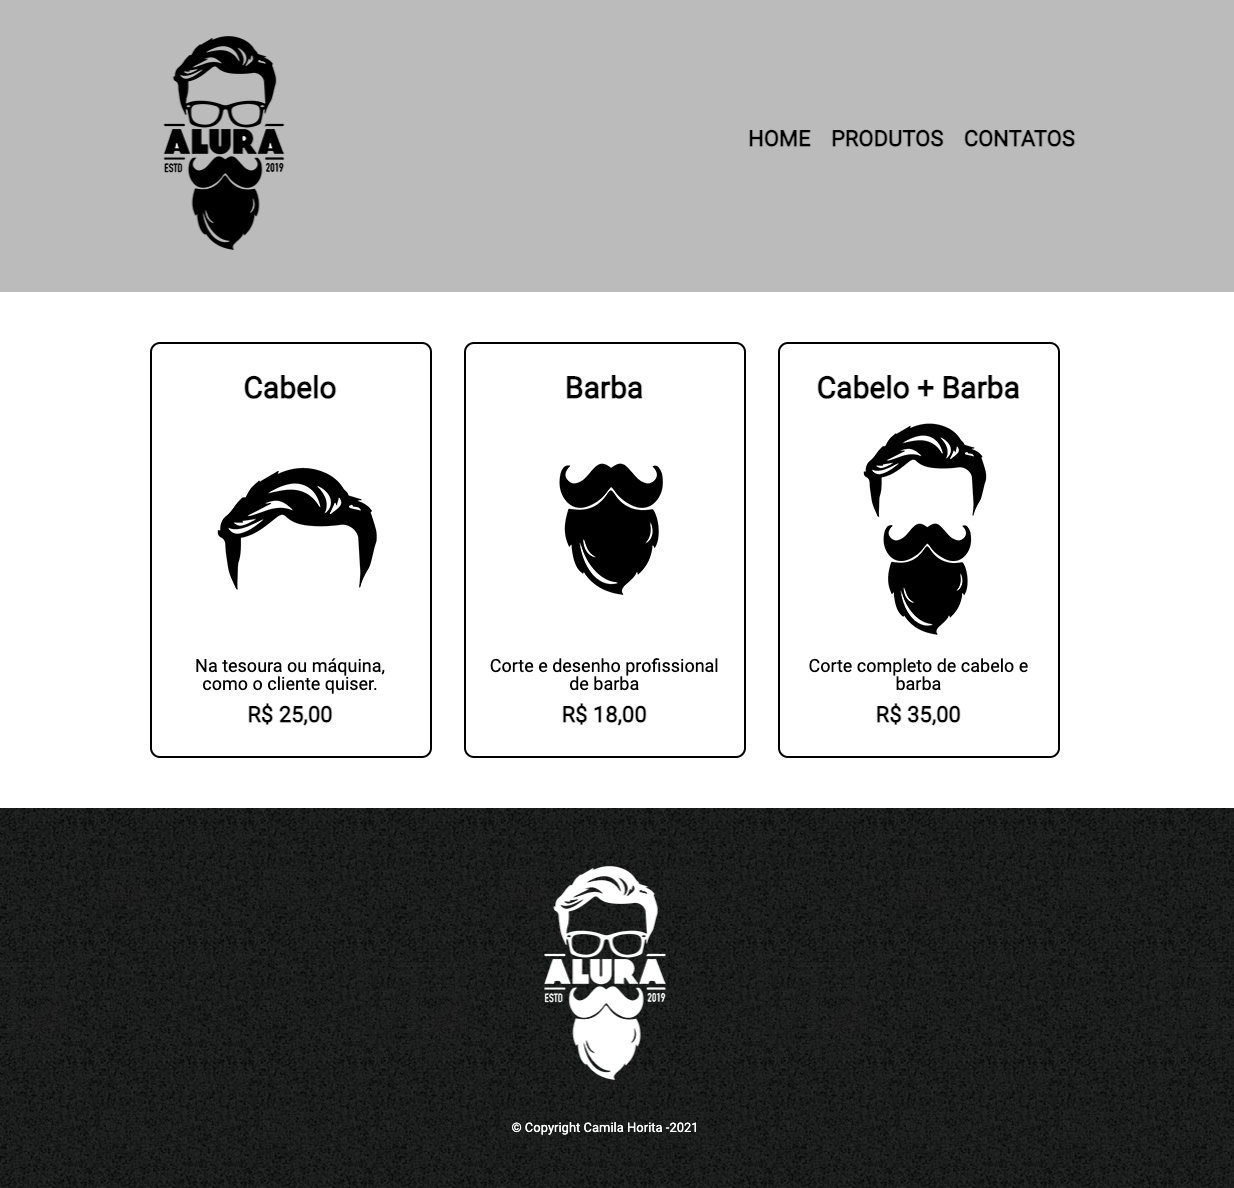 ALURA
ESTD 2019
HOME PRODUTOS CONTATOS
Cabelo
Na tesoura ou máquina,
como o cliente quiser.
R$ 25,00
Barba
Corte e desenho profissional
de barba
R$ 18,00
Cabelo + Barba
Corte completo de cabelo e
barba
R$ 35,00
ALURA
ESTD 2019
© Copyright Camila Horita -2021